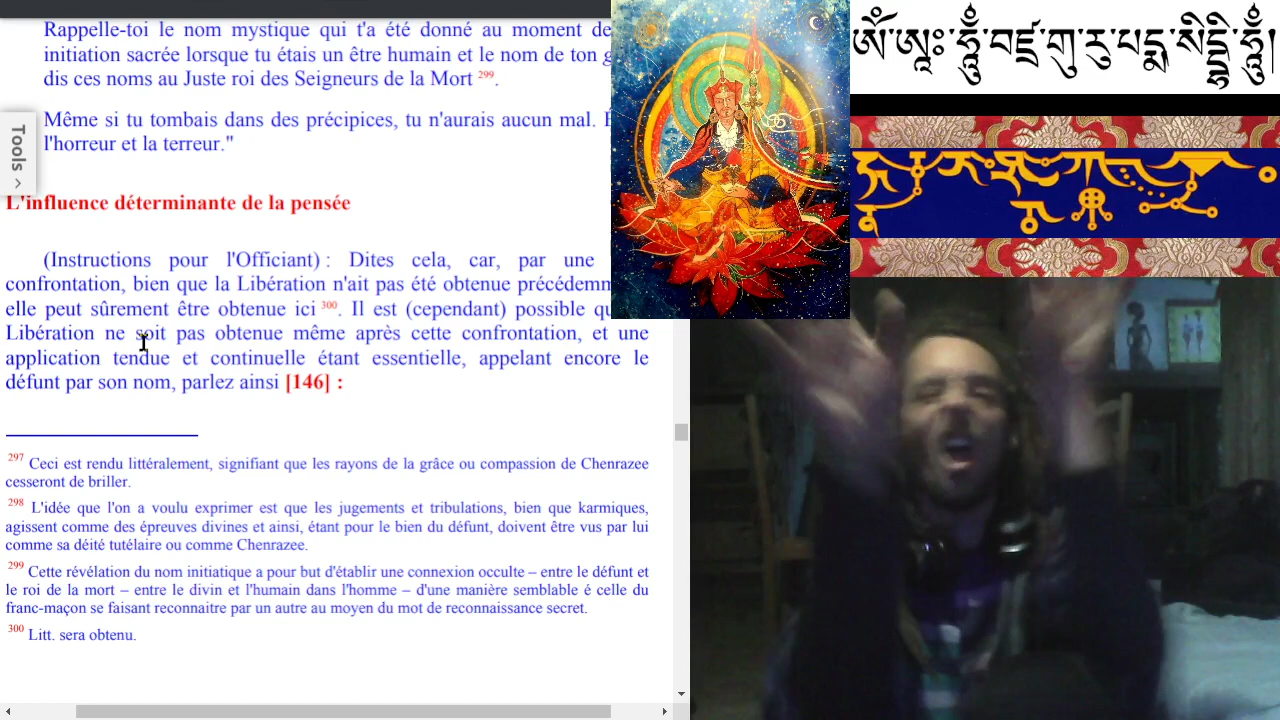 Rappelle-toi le nom mystique qui t'a été donné au moment de
initiation sacrée lorsque tu étais un être humain et le nom de ton
dis ces noms au Juste roi des Seigneurs de la Mort 299.
Même si tu tombais dans des précipices, tu n'aurais aucun mal.
l'horreur et la terreur."
Tools
L'influence déterminante de la pensée
(Instructions pour l'Officiant) : Dites cela, car, par une
confrontation, bien que la Libération n'ait pas été obtenue
elle peut sûrement être obtenue ici 300. Il est (cependant) possible
Libération ne soit pas obtenue même après cette confrontation, et une
application tendue et continuelle étant essentielle, appelant encore le
défunt par son nom, parlez ainsi [146] :
297 Ceci est rendu littéralement, signifiant que les rayons de la grâce ou compassion de Chenrazee
cesseront de briller.
298 L'idée que l'on a voulu exprimer est que les jugements et tribulations, bien que karmiques,
agissent comme des épreuves divines et ainsi, étant pour le bien du défunt, doivent être vus par lui
comme sa déité tutélaire ou comme Chenrazee.
299 Cette révélation du nom initiatique a pour but d'établir une connexion occulte – entre le défunt et
le roi de la mort – entre le divin et l'humain dans l'homme – d'une manière semblable é celle du
franc-maçon se faisant reconnaitre par un autre au moyen du mot de reconnaissance secret.
300 Litt. sera obtenu.
ༀ་ཨཱཿ་ཧཱུྃ་བཛྲ་གུ་རུ་པདྨ་སིདྡྷི་ཧཱུྃ།